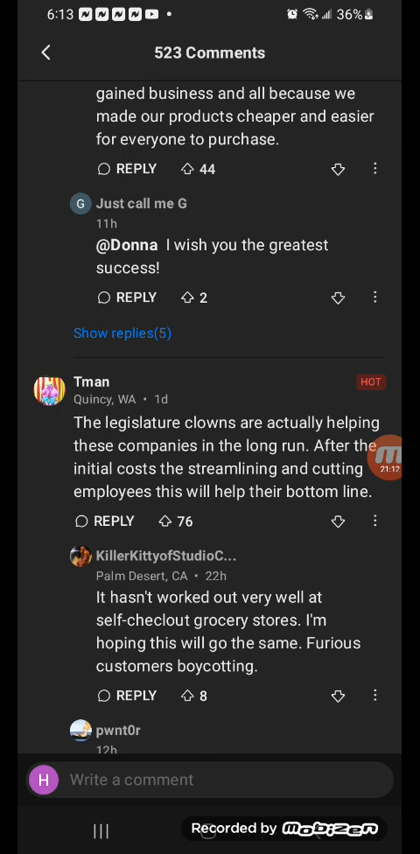 6:13
36%
523 Comments
gained business and all because we
made our products cheaper and easier
for everyone to purchase.
REPLY 44
G Just call me G
11h
@Donna I wish you the greatest
success!
REPLY 2
Show replies(5)
Tman HOT
Quincy, WA • 1d
The legislature clowns are actually helping
these companies in the long run. After the
initial costs the streamlining and cutting
employees this will help their bottom line.
21:12
REPLY 76
KillerKittyofStudioC...
Palm Desert, CA • 22h
It hasn't worked out very well at
self-checlout grocery stores. I'm
hoping this will go the same. Furious
customers boycotting.
REPLY 8
pwnt0r
12h
H Write a comment
Recorded by mobizen